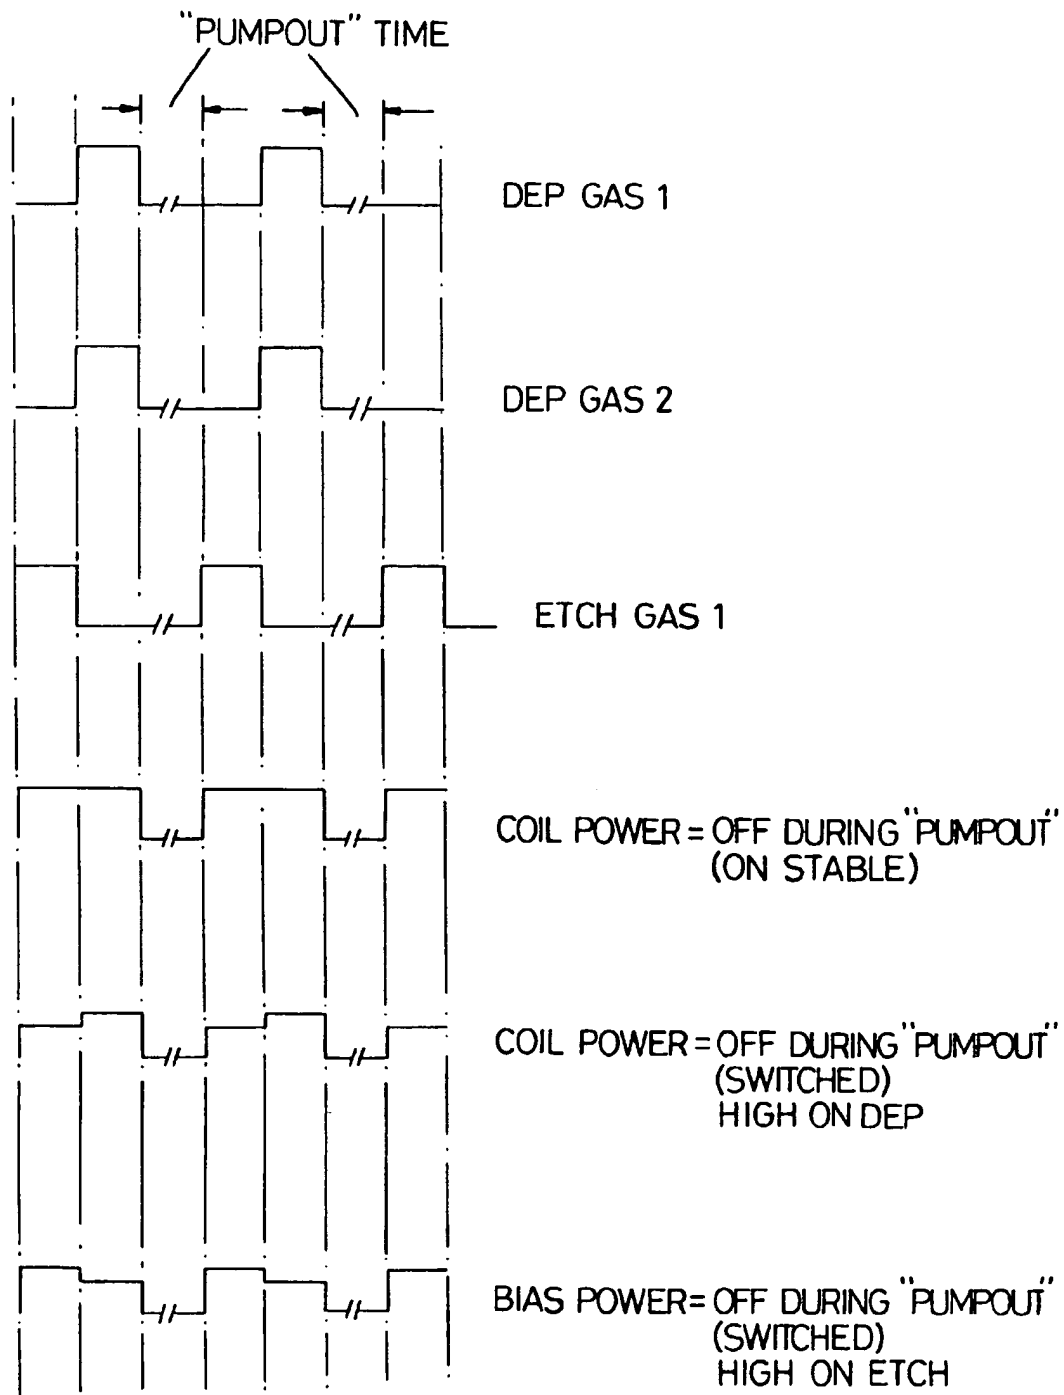 "PUMPOUT" TIME
DEP GAS 1
DEP GAS 2
ETCH GAS 1
COIL POWER = OFF DURING "PUMPOUT"
(ON STABLE)
COIL POWER = OFF DURING "PUMPOUT"
(SWITCHED)
HIGH ON DEP
BIAS POWER = OFF DURING "PUMPOUT"
(SWITCHED)
HIGH ON ETCH